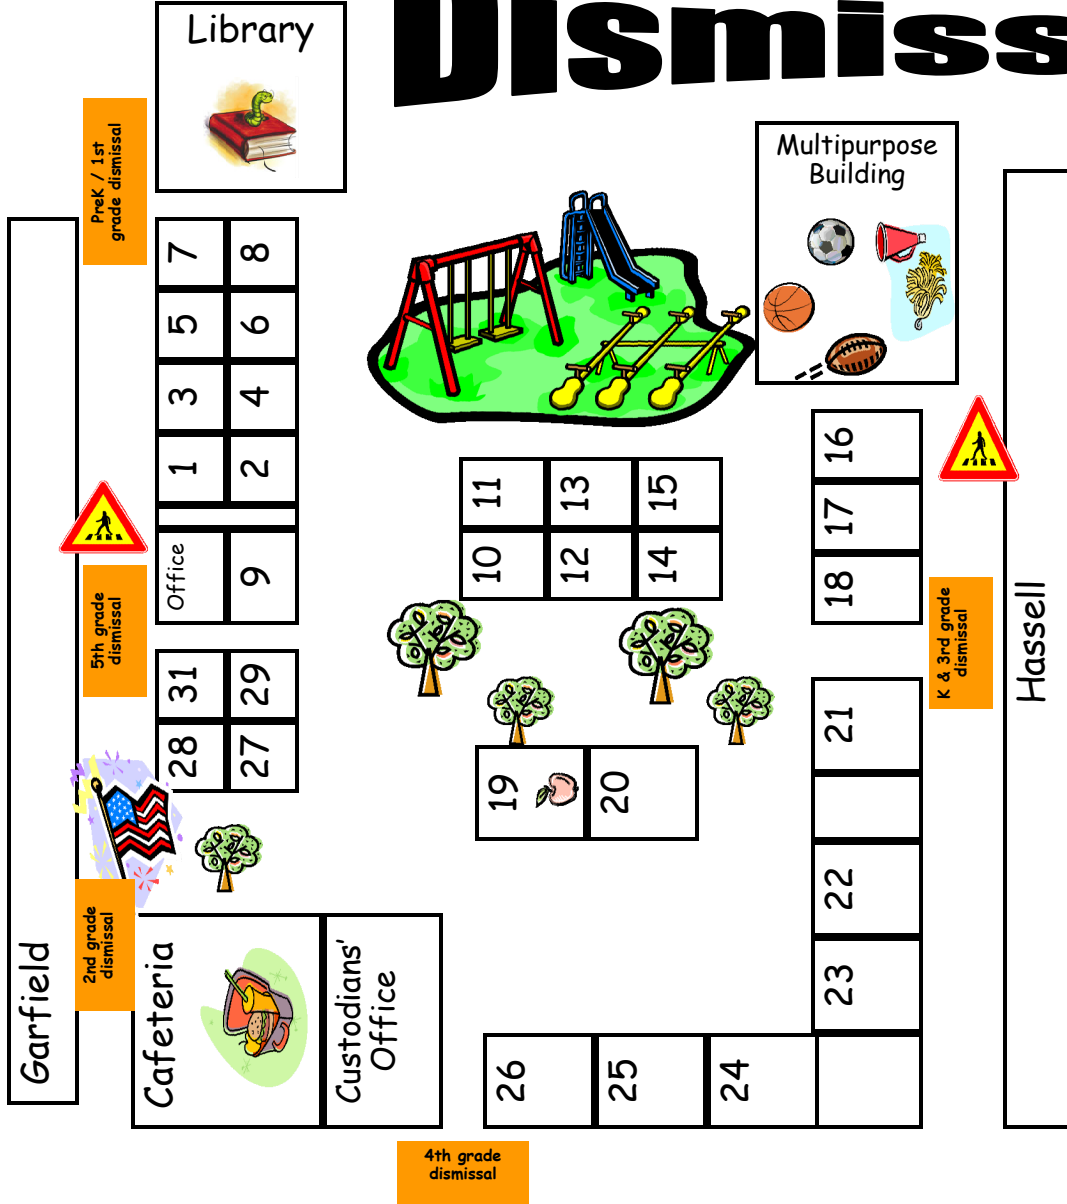 Dismiss
Library
PreK / 1st
grade dismissal
Multipurpose
Building
7
8
5
6
3
4
1
2
Office
9
11
13
15
10
12
14
16
17
18
5th grade
dismissal
K & 3rd grade
dismissal
Hassell
31
29
28
27
19
20
21
22
23
2nd grade
dismissal
Garfield
Cafeteria
Custodians'
Office
26
25
24
4th grade
dismissal